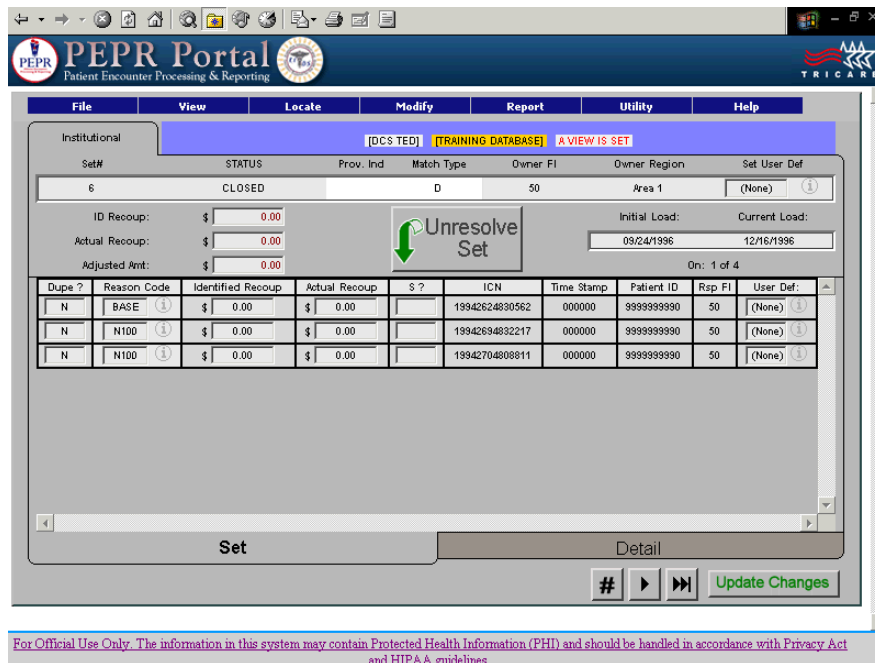 PEPR
PEPR Portal
Patient Encounter Processing & Reporting
TRICAR
File View Locate Modify Report Utility Help
Institutional
[DCS TED] [TRAINING DATABASE] A VIEW IS SET
Set# STATUS Prov. Ind Match Type Owner FI Owner Region Set User Def
6 CLOSED D 50 Area 1 (None)
ID Recoup: $ 0.00
Actual Recoup: $ 0.00
Adjusted Amt: $ 0.00
Unresolve
Set
Initial Load: Current Load:
09/24/1996 12/16/1996
On: 1 of 4
Dupe ? Reason Code Identified Recoup Actual Recoup S ? ICN Time Stamp Patient ID Rsp FI User Def:
N BASE $ 0.00 $ 0.00 19942624830562 000000 9999999990 50 (None)
N N100 $ 0.00 $ 0.00 19942694832217 000000 9999999990 50 (None)
N N100 $ 0.00 $ 0.00 19942704808811 000000 9999999990 50 (None)
Set Detail
# Update Changes
For Official Use Only. The information in this system may contain Protected Health Information (PHI) and should be handled in accordance with Privacy Act
and HIPAA guidelines